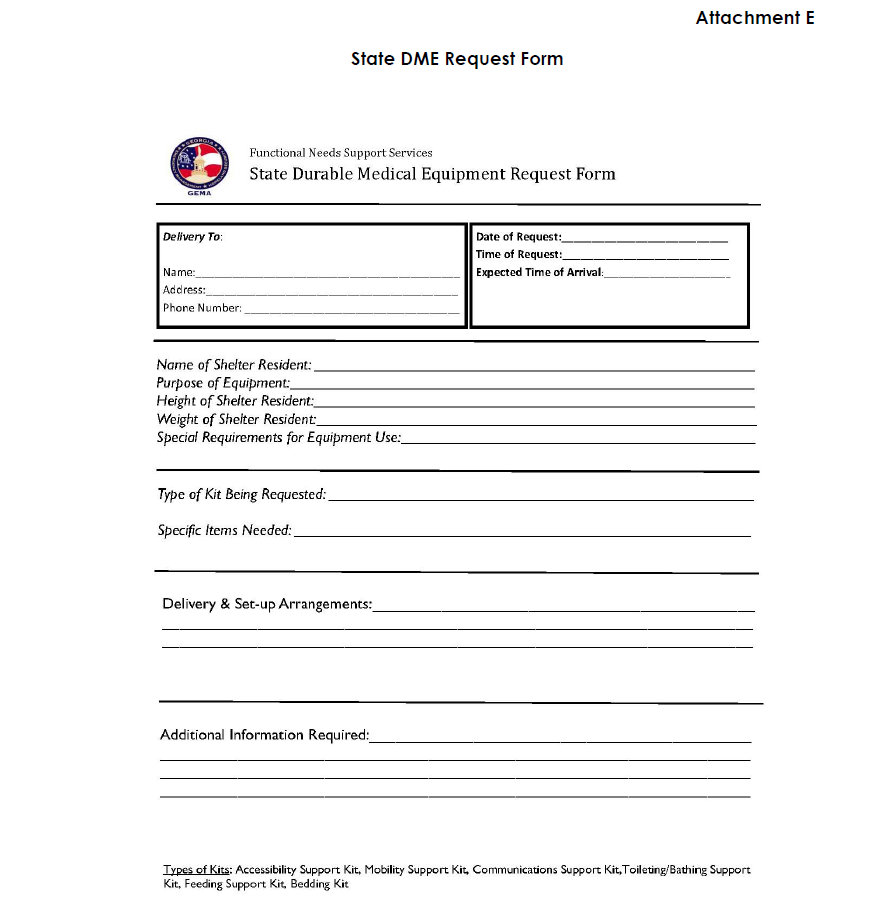 Attachment E
State DME Request Form
GEMA
Functional Needs Support Services
State Durable Medical Equipment Request Form
Delivery To:
Name:
Address:
Phone Number:
Date of Request:
Time of Request:
Expected Time of Arrival:
Name of Shelter Resident:
Purpose of Equipment:
Height of Shelter Resident:
Weight of Shelter Resident:
Special Requirements for Equipment Use:
Type of Kit Being Requested:
Specific Items Needed:
Delivery & Set-up Arrangements:
Additional Information Required:
Types of Kits: Accessibility Support Kit, Mobility Support Kit, Communications Support Kit,Toileting/Bathing Support
Kit, Feeding Support Kit, Bedding Kit